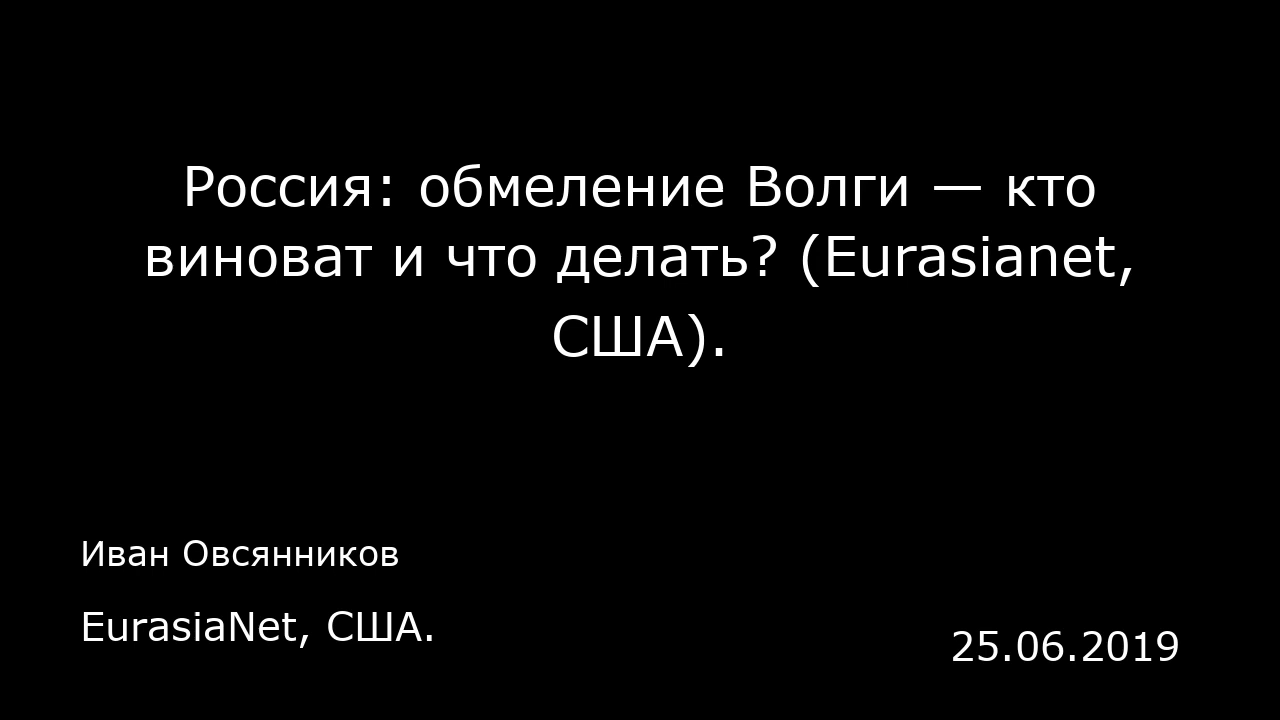 Россия: обмеление Волги — кто
виноват и что делать? (Eurasianet,
США).
Иван Овсянников
EurasiaNet, США.
25.06.2019